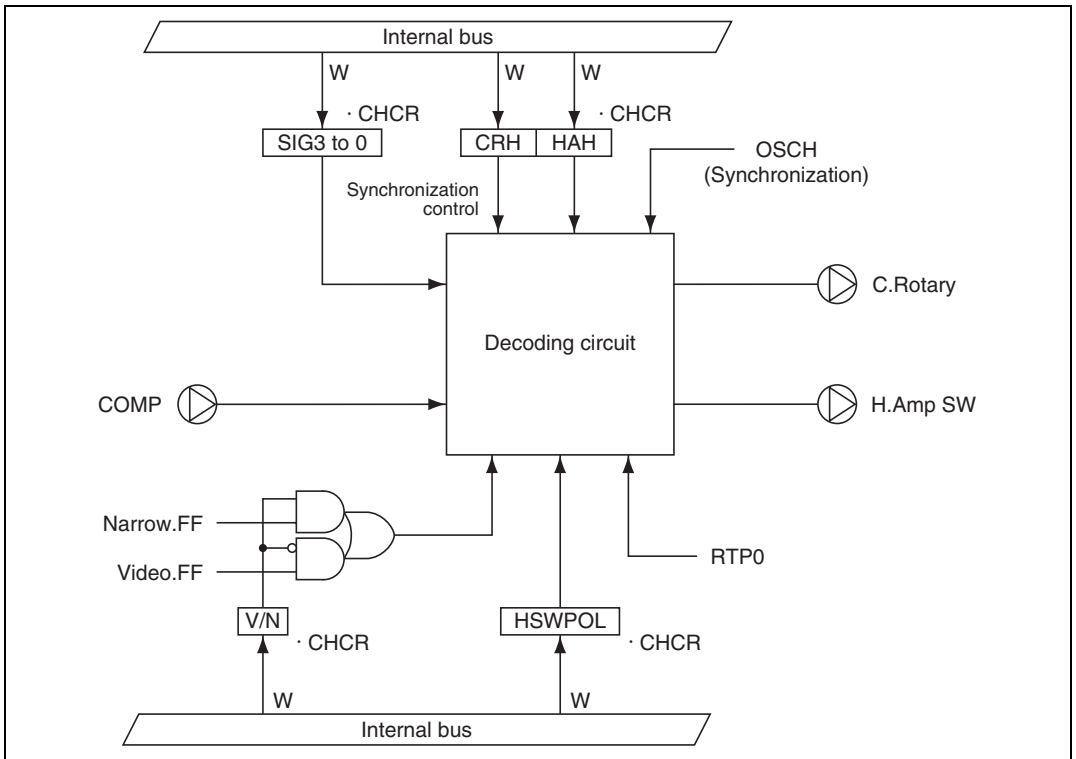 Internal bus
W
W
W
· CHCR
· CHCR
SIG3 to 0
CRH
HAH
OSCH
(Synchronization)
Synchronization
control
C.Rotary
Decoding circuit
COMP
H.Amp SW
Narrow.FF
Video.FF
RTP0
V/N
HSWPOL
· CHCR
· CHCR
W
W
Internal bus